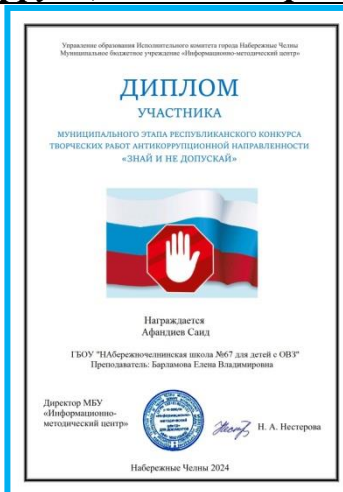 Управление образования Исполнительного комитета города Набережные Челны
Муниципальное бюджетное учреждение «Информационно-методический центр»
ДИПЛОМ
УЧАСТНИКА
МУНИЦИПАЛЬНОГО ЭТАПА РЕСПУБЛИКАНСКОГО КОНКУРСА
ТВОРЧЕСКИХ РАБОТ АНТИКОРРУПЦИОННОЙ НАПРАВЛЕННОСТИ
«ЗНАЙ И НЕ ДОПУСКАЙ»
Награждается
Афандиев Саид
ГБОУ "НАбережночелнинская школа №67 для детей с ОВЗ"
Преподаватель: Барламова Елена Владимировна
Директор МБУ
«Информационно-
методический центр»
Н. А. Нестерова
Набережные Челны 2024